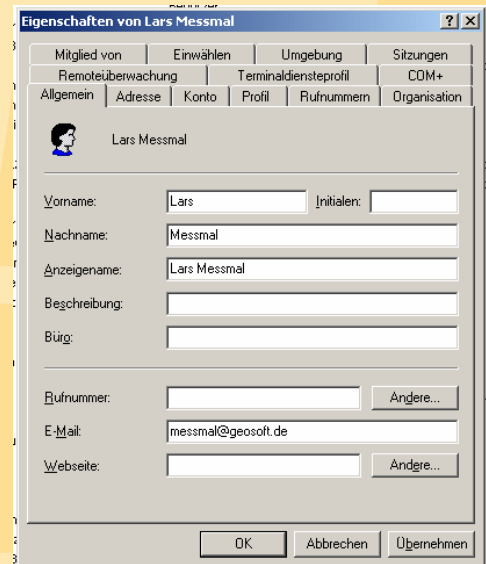 Eigenschaften von Lars Messmal
Mitglied von Einwählen Umgebung Sitzungen
Remoteüberwachung Terminaldiensteprofil COM+
Allgemein Adresse Konto Profil Rufnummern Organisation
Lars Messmal
Vorname: Lars Initialen:
Nachname: Messmal
Anzeigename: Lars Messmal
Beschreibung:
Büro:
Rufnummer: Andere...
E-Mail: messmal@geosoft.de
Webseite: Andere...
OK Abbrechen Übernehmen